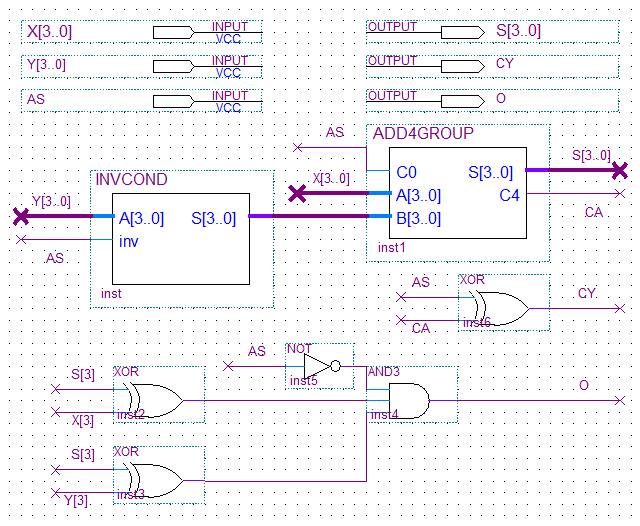 X[3..0] INPUT VCC OUTPUT S[3..0]
Y[3..0] INPUT VCC OUTPUT CY
AS INPUT VCC OUTPUT O
AS ADD4GROUP
C0 S[3..0] S[3..0]
INVCOND X[3..0] A[3..0] C4
Y[3..0] A[3..0] S[3..0] B[3..0] CA
AS inv inst1
inst
AS XOR CY
CA inst6
AS NOT
inst5
S[3] XOR AND3 O
X[3] inst2 inst4
S[3] XOR
Y[3] inst3